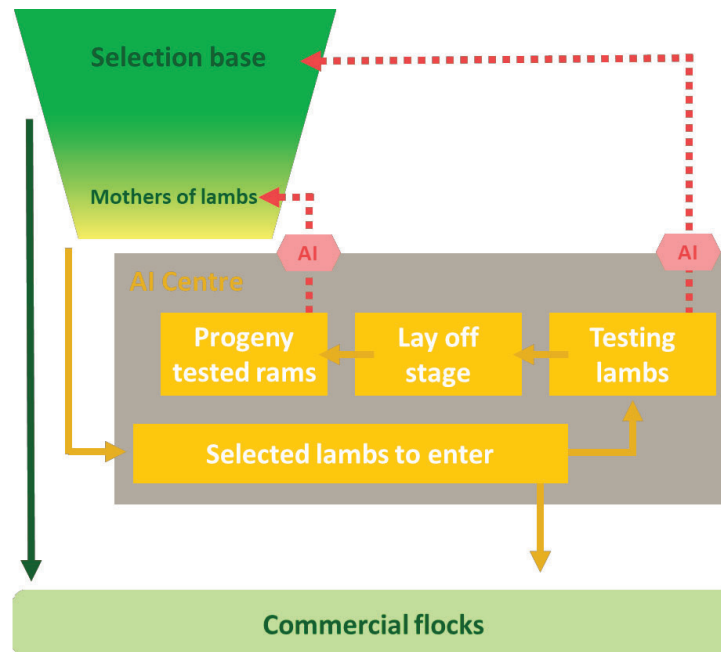 Selection base
Mothers of lambs
AI
AI
AI Centre
Progeny
tested rams
Lay off
stage
Testing
lambs
Selected lambs to enter
Commercial flocks